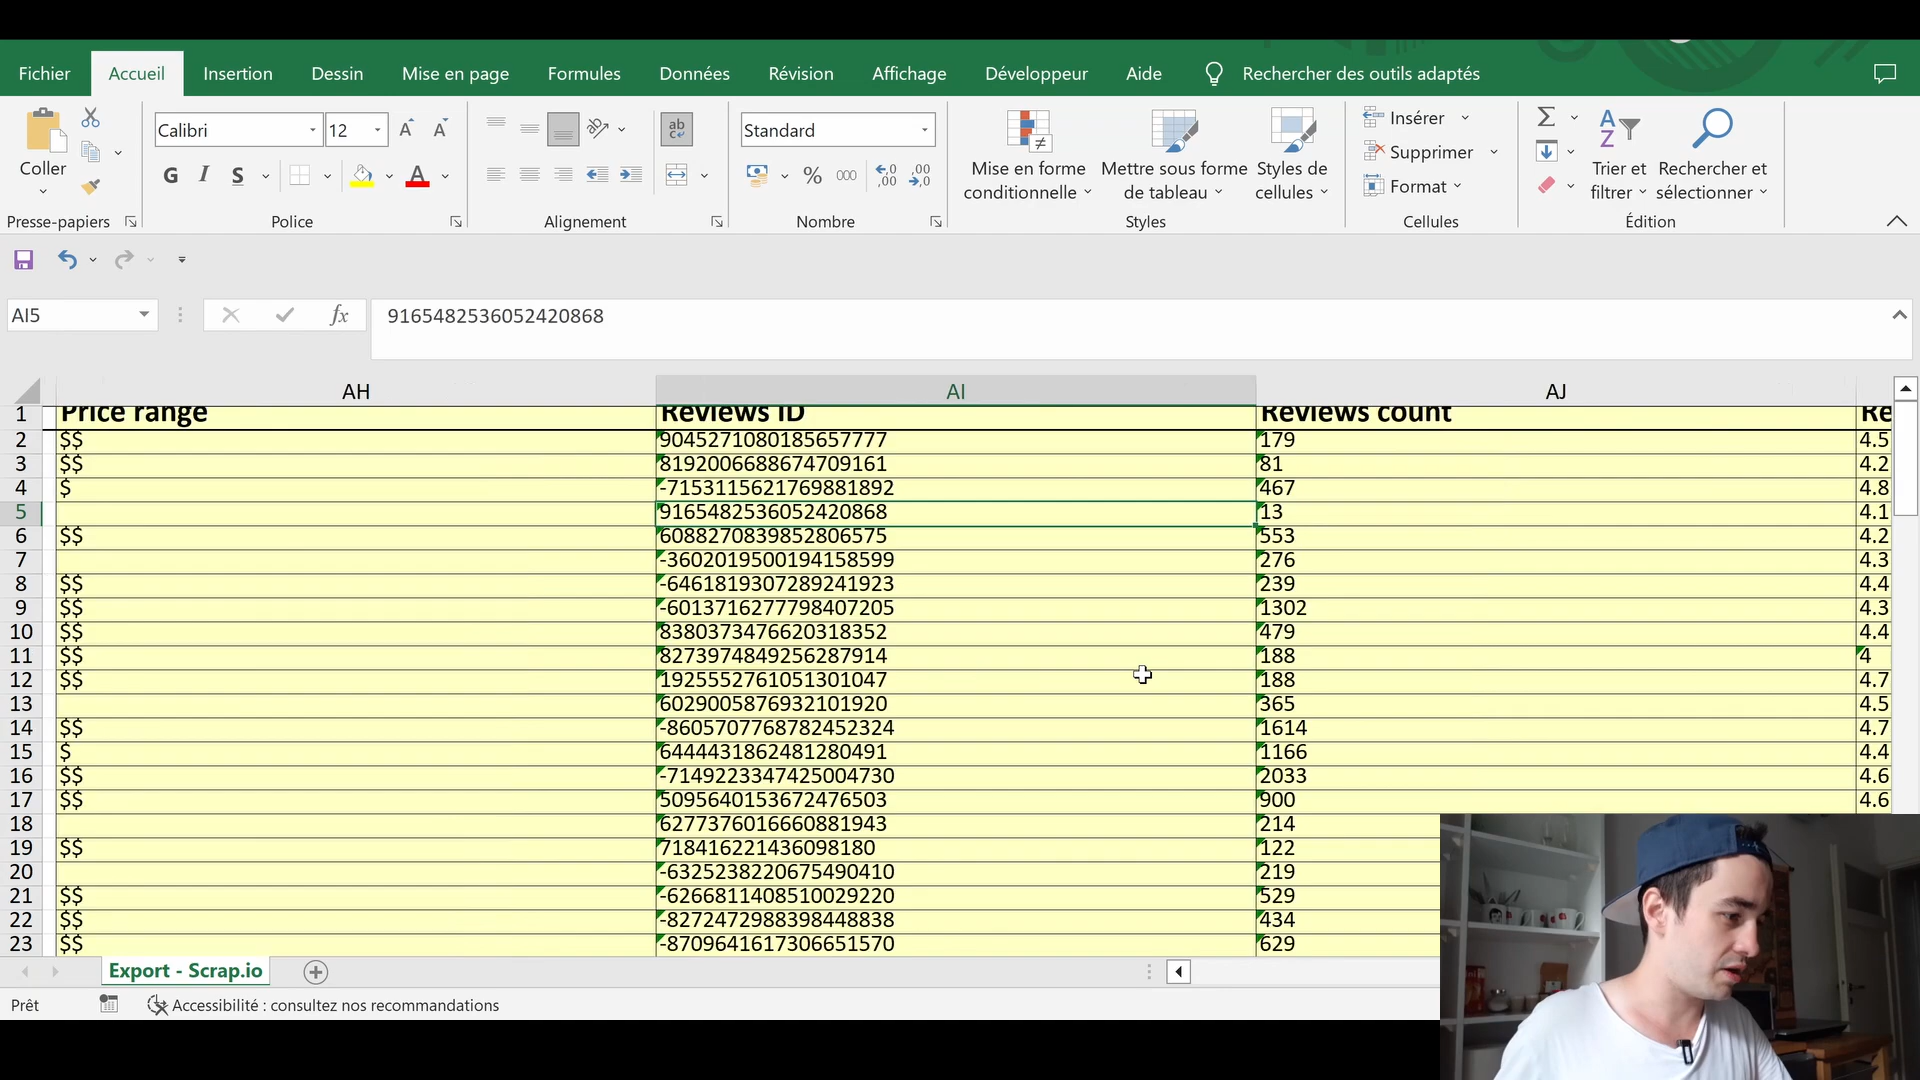 Fichier Accueil Insertion Dessin Mise en page Formules Données Révision Affichage Développeur Aide Rechercher des outils adaptés
Coller
Presse-papiers
Calibri 12
G I S
Police
ab
Alignement
Standard
% 000
Nombre
Mise en forme conditionnelle
Mettre sous forme de tableau
Styles de cellules
Styles
Insérer
Supprimer
Format
Cellules
Trier et filtrer
Rechercher et sélectionner
Édition
AI5 fx 9165482536052420868
AH AI AJ
1 Price range Reviews ID Reviews count Re
2 $$ 9045271080185657777 179 4.5
3 $$ 8192006688674709161 81 4.2
4 $ -7153115621769881892 467 4.8
5 9165482536052420868 13 4.1
6 $$ 6088270839852806575 553 4.2
7 -3602019500194158599 276 4.3
8 $$ -6461819307289241923 239 4.4
9 $$ -6013716277798407205 1302 4.3
10 $$ 8380373476620318352 479 4.4
11 $$ 8273974849256287914 188 4
12 $$ 1925552761051301047 188 4.7
13 6029005876932101920 365 4.5
14 $$ -8605707768782452324 1614 4.7
15 $ 6444431862481280491 1166 4.4
16 $$ -7149223347425004730 2033 4.6
17 $$ 5095640153672476503 900 4.6
18 6277376016660881943 214
19 $$ 718416221436098180 122
20 -6325238220675490410 219
21 $$ -6266811408510029220 529
22 $$ -8272472988398448838 434
23 $$ -8709641617306651570 629
Export - Scrap.io
Prêt Accessibilité : consultez nos recommandations